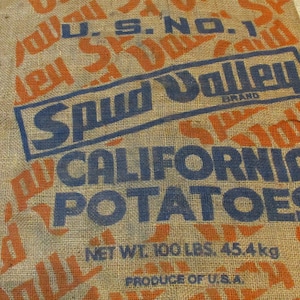 U.S. NO. 1
Spud Valley
BRAND
CALIFORNIA
POTATOES
NET WT. 100 LBS. 45.4kg
PRODUCE OF U.S.A.